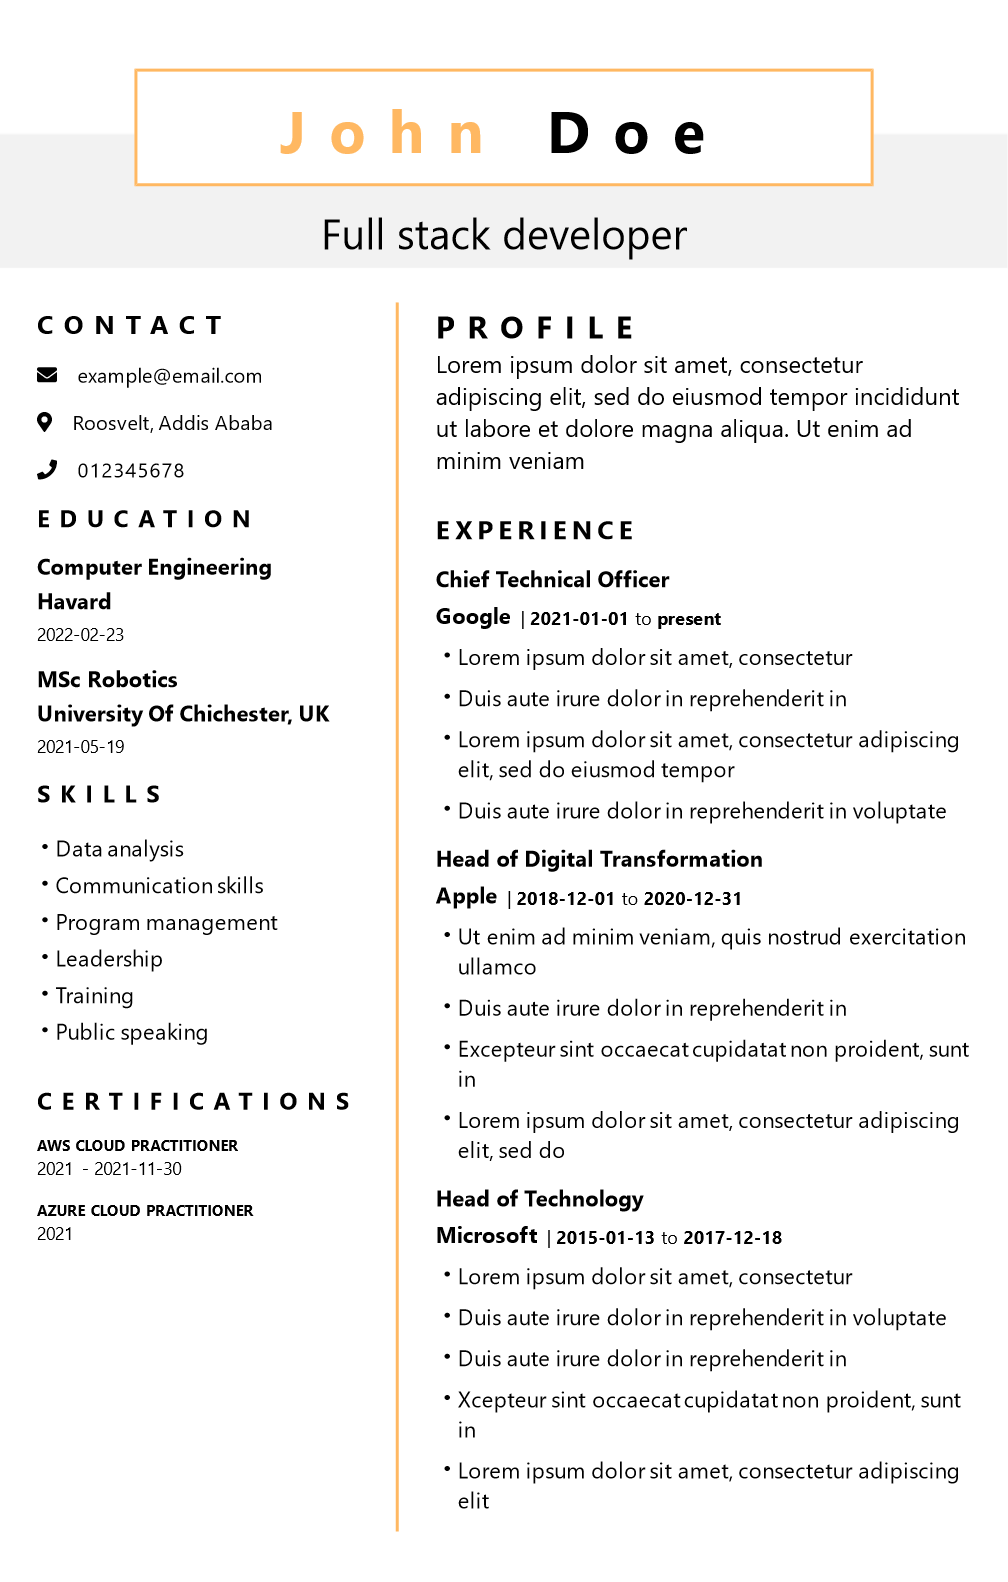 John Doe
Full stack developer
CONTACT
example@email.com
Roosvelt, Addis Ababa
012345678
EDUCATION
Computer Engineering
Havard
2022-02-23
MSc Robotics
University Of Chichester, UK
2021-05-19
SKILLS
• Data analysis
• Communication skills
• Program management
• Leadership
• Training
• Public speaking
CERTIFICATIONS
AWS CLOUD PRACTITIONER
2021 - 2021-11-30
AZURE CLOUD PRACTITIONER
2021
PROFILE
Lorem ipsum dolor sit amet, consectetur
adipiscing elit, sed do eiusmod tempor incididunt
ut labore et dolore magna aliqua. Ut enim ad
minim veniam
EXPERIENCE
Chief Technical Officer
Google | 2021-01-01 to present
• Lorem ipsum dolor sit amet, consectetur
• Duis aute irure dolor in reprehenderit in
• Lorem ipsum dolor sit amet, consectetur adipiscing
elit, sed do eiusmod tempor
• Duis aute irure dolor in reprehenderit in voluptate
Head of Digital Transformation
Apple | 2018-12-01 to 2020-12-31
• Ut enim ad minim veniam, quis nostrud exercitation
ullamco
• Duis aute irure dolor in reprehenderit in
• Excepteur sint occaecat cupidatat non proident, sunt
in
• Lorem ipsum dolor sit amet, consectetur adipiscing
elit, sed do
Head of Technology
Microsoft | 2015-01-13 to 2017-12-18
• Lorem ipsum dolor sit amet, consectetur
• Duis aute irure dolor in reprehenderit in voluptate
• Duis aute irure dolor in reprehenderit in
• Xcepteur sint occaecat cupidatat non proident, sunt
in
• Lorem ipsum dolor sit amet, consectetur adipiscing
elit